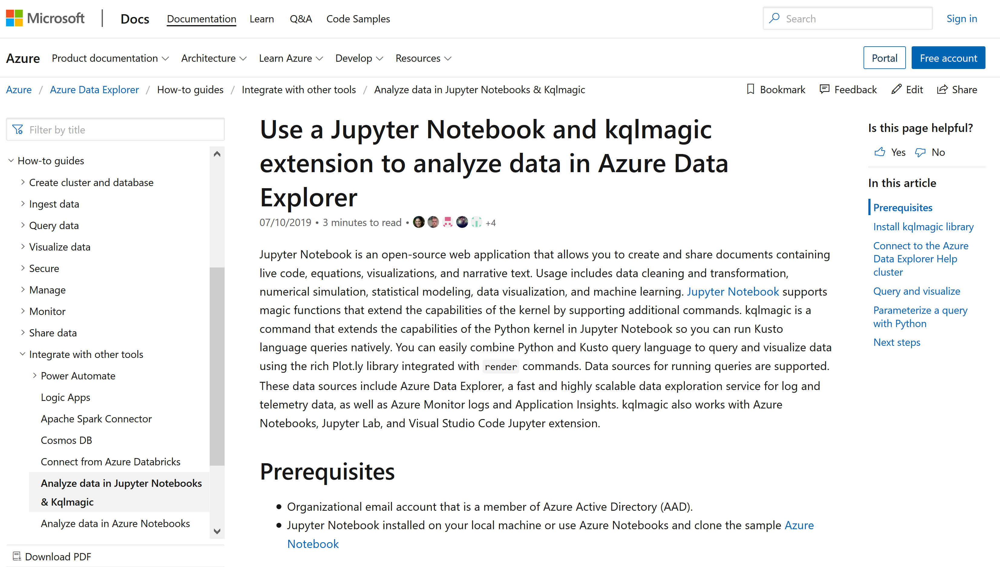 Microsoft
Docs
Documentation
Learn
Q&A
Code Samples
Search
Sign in
Azure
Product documentation
Architecture
Learn Azure
Develop
Resources
Portal
Free account
Azure / Azure Data Explorer / How-to guides / Integrate with other tools / Analyze data in Jupyter Notebooks & Kqlmagic
Bookmark
Feedback
Edit
Share
Filter by title
How-to guides
Create cluster and database
Ingest data
Query data
Visualize data
Secure
Manage
Monitor
Share data
Integrate with other tools
Power Automate
Logic Apps
Apache Spark Connector
Cosmos DB
Connect from Azure Databricks
Analyze data in Jupyter Notebooks
& Kqlmagic
Analyze data in Azure Notebooks
Download PDF
Use a Jupyter Notebook and kqlmagic
extension to analyze data in Azure Data
Explorer
07/10/2019 • 3 minutes to read • +4
Jupyter Notebook is an open-source web application that allows you to create and share documents containing
live code, equations, visualizations, and narrative text. Usage includes data cleaning and transformation,
numerical simulation, statistical modeling, data visualization, and machine learning. Jupyter Notebook supports
magic functions that extend the capabilities of the kernel by supporting additional commands. kqlmagic is a
command that extends the capabilities of the Python kernel in Jupyter Notebook so you can run Kusto
language queries natively. You can easily combine Python and Kusto query language to query and visualize data
using the rich Plot.ly library integrated with render commands. Data sources for running queries are supported.
These data sources include Azure Data Explorer, a fast and highly scalable data exploration service for log and
telemetry data, as well as Azure Monitor logs and Application Insights. kqlmagic also works with Azure
Notebooks, Jupyter Lab, and Visual Studio Code Jupyter extension.
Prerequisites
• Organizational email account that is a member of Azure Active Directory (AAD).
• Jupyter Notebook installed on your local machine or use Azure Notebooks and clone the sample Azure
Notebook
Is this page helpful?
Yes
No
In this article
Prerequisites
Install kqlmagic library
Connect to the Azure
Data Explorer Help
cluster
Query and visualize
Parameterize a query
with Python
Next steps